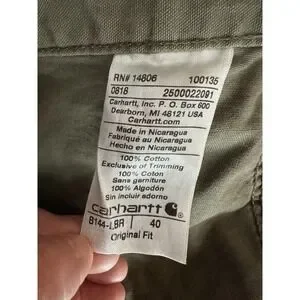 RN# 14806 100135
0818 2500022091
Carhartt, Inc. P.O. Box 600
Dearborn, MI 48121 USA
Carhartt.com
Made in Nicaragua
Fabriqué au Nicaragua
Hecho en Nicaragua
100% Cotton
Exclusive of Trimming
100% Coton
Sans garniture
100% Algodón
Sin incluir adorno
carhartt
B144-LBR 40
Original Fit